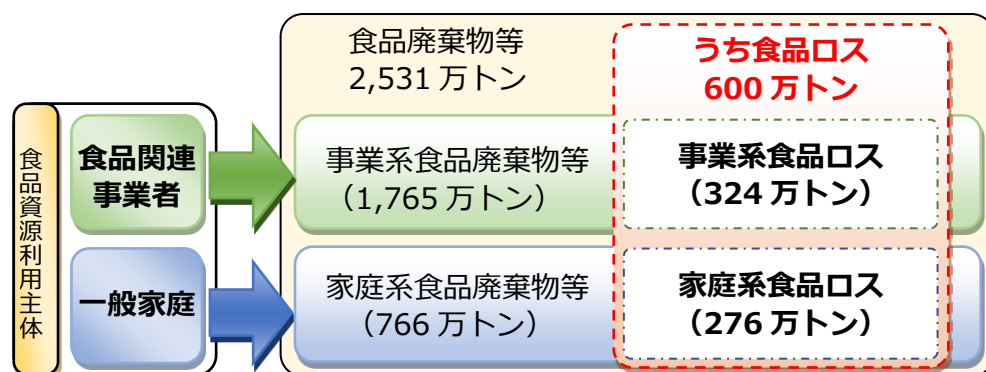 食品資源利用主体
食品関連
事業者
一般家庭
食品廃棄物等
2,531 万トン
うち食品ロス
600 万トン
事業系食品廃棄物等
（1,765 万トン）
事業系食品ロス
（324 万トン）
家庭系食品廃棄物等
（766 万トン）
家庭系食品ロス
（276 万トン）